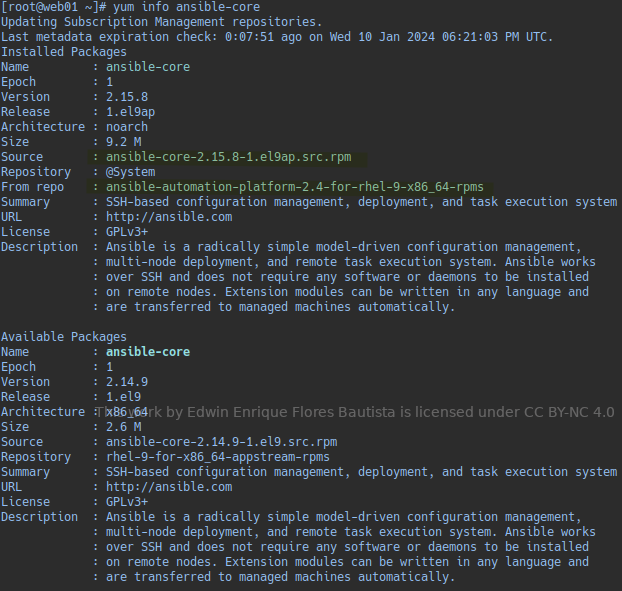 [root@web01 ~]# yum info ansible-core
Updating Subscription Management repositories.
Last metadata expiration check: 0:07:51 ago on Wed 10 Jan 2024 06:21:03 PM UTC.
Installed Packages
Name         : ansible-core
Epoch        : 1
Version      : 2.15.8
Release      : 1.el9ap
Architecture : noarch
Size         : 9.2 M
Source       : ansible-core-2.15.8-1.el9ap.src.rpm
Repository   : @System
From repo    : ansible-automation-platform-2.4-for-rhel-9-x86_64-rpms
Summary      : SSH-based configuration management, deployment, and task execution system
URL          : http://ansible.com
License      : GPLv3+
Description  : Ansible is a radically simple model-driven configuration management,
             : multi-node deployment, and remote task execution system. Ansible works
             : over SSH and does not require any software or daemons to be installed
             : on remote nodes. Extension modules can be written in any language and
             : are transferred to managed machines automatically.

Available Packages
Name         : ansible-core
Epoch        : 1
Version      : 2.14.9
Release      : 1.el9
Architecture : x86_64
This work by Edwin Enrique Flores Bautista is licensed under CC BY-NC 4.0
Size         : 2.6 M
Source       : ansible-core-2.14.9-1.el9.src.rpm
Repository   : rhel-9-for-x86_64-appstream-rpms
Summary      : SSH-based configuration management, deployment, and task execution system
URL          : http://ansible.com
License      : GPLv3+
Description  : Ansible is a radically simple model-driven configuration management,
             : multi-node deployment, and remote task execution system. Ansible works
             : over SSH and does not require any software or daemons to be installed
             : on remote nodes. Extension modules can be written in any language and
             : are transferred to managed machines automatically.